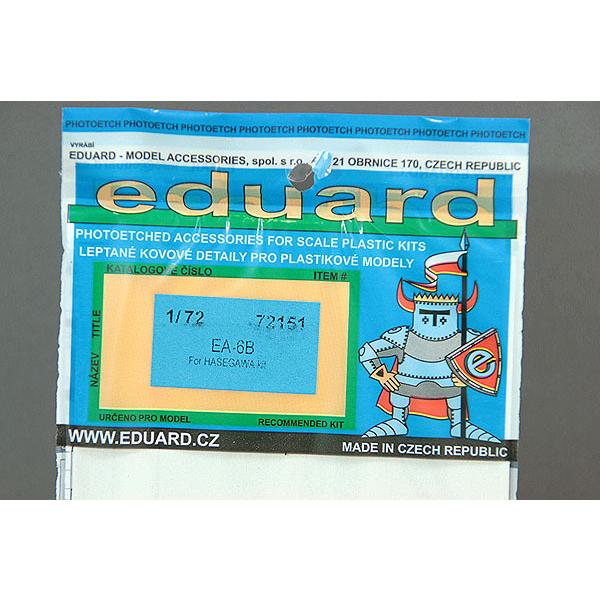 PHOTOETCH PHOTOETCH PHOTOETCH PHOTOETCH PHOTOETCH PHOTOETCH PHOTOETCH PHOTOETCH
VYRÁBÍ
EDUARD - MODEL ACCESSORIES, spol. s r.o. 21 OBRNICE 170, CZECH REPUBLIC
eduard
PHOTOETCHED ACCESSORIES FOR SCALE PLASTIC KITS
LEPTANÉ KOVOVÉ DETAILY PRO PLASTIKOVÉ MODELY
KATALOGOVÉ ČÍSLO ITEM #
NÁZEV TITLE
1/72 72151
EA-6B
For HASEGAWA kit
e
URČENO PRO MODEL RECOMMENDED KIT
WWW.EDUARD.CZ MADE IN CZECH REPUBLIC